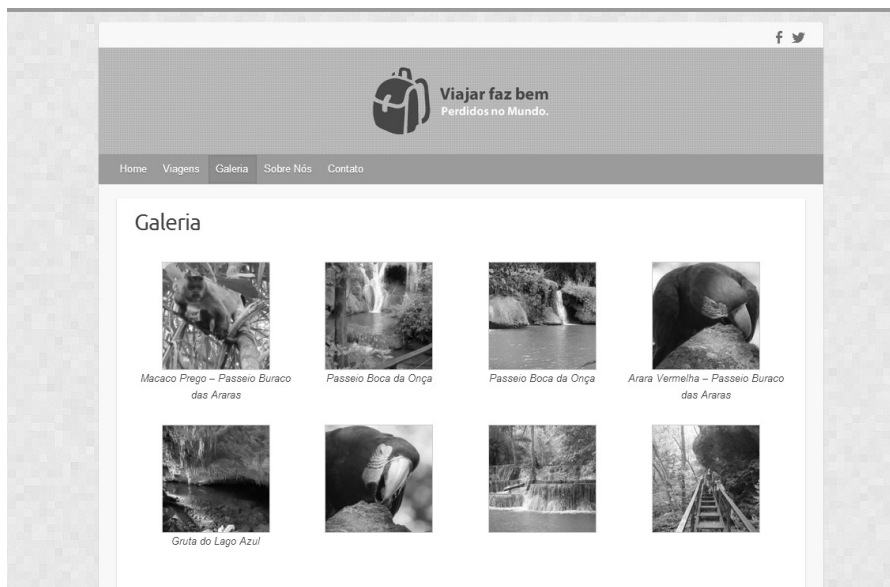 Viajar faz bem
Perdidos no Mundo.
Home Viagens Galeria Sobre Nós Contato
Galeria
Macaco Prego – Passeio Buraco
das Araras
Passeio Boca da Onça
Passeio Boca da Onça
Arara Vermelha – Passeio Buraco
das Araras
Gruta do Lago Azul